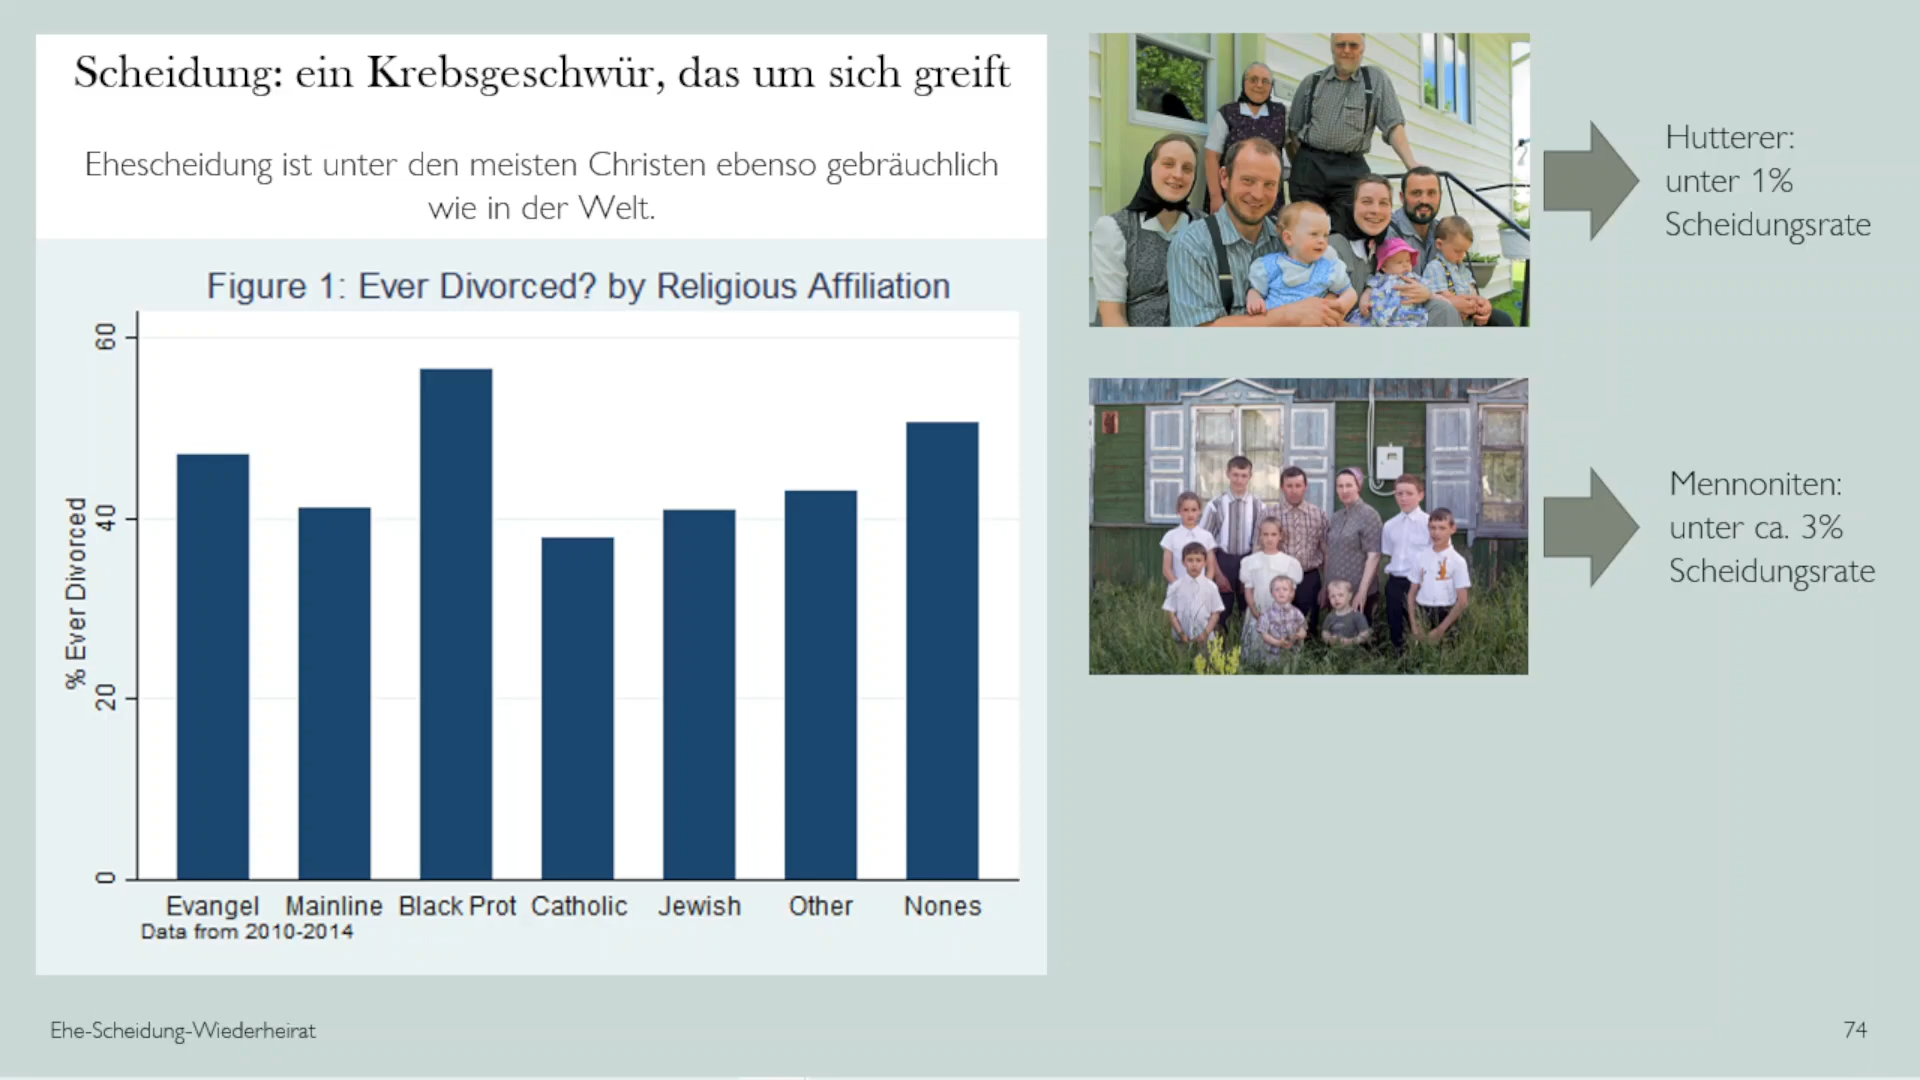 Scheidung: ein Krebsgeschwür, das um sich greift
Ehescheidung ist unter den meisten Christen ebenso gebräuchlich
wie in der Welt.
Figure 1: Ever Divorced? by Religious Affiliation
% Ever Divorced
60
40
20
0
Evangel Mainline Black Prot Catholic Jewish Other Nones
Data from 2010-2014
Hutterer:
unter 1%
Scheidungsrate
Mennoniten:
unter ca. 3%
Scheidungsrate
Ehe-Scheidung-Wiederheirat
74